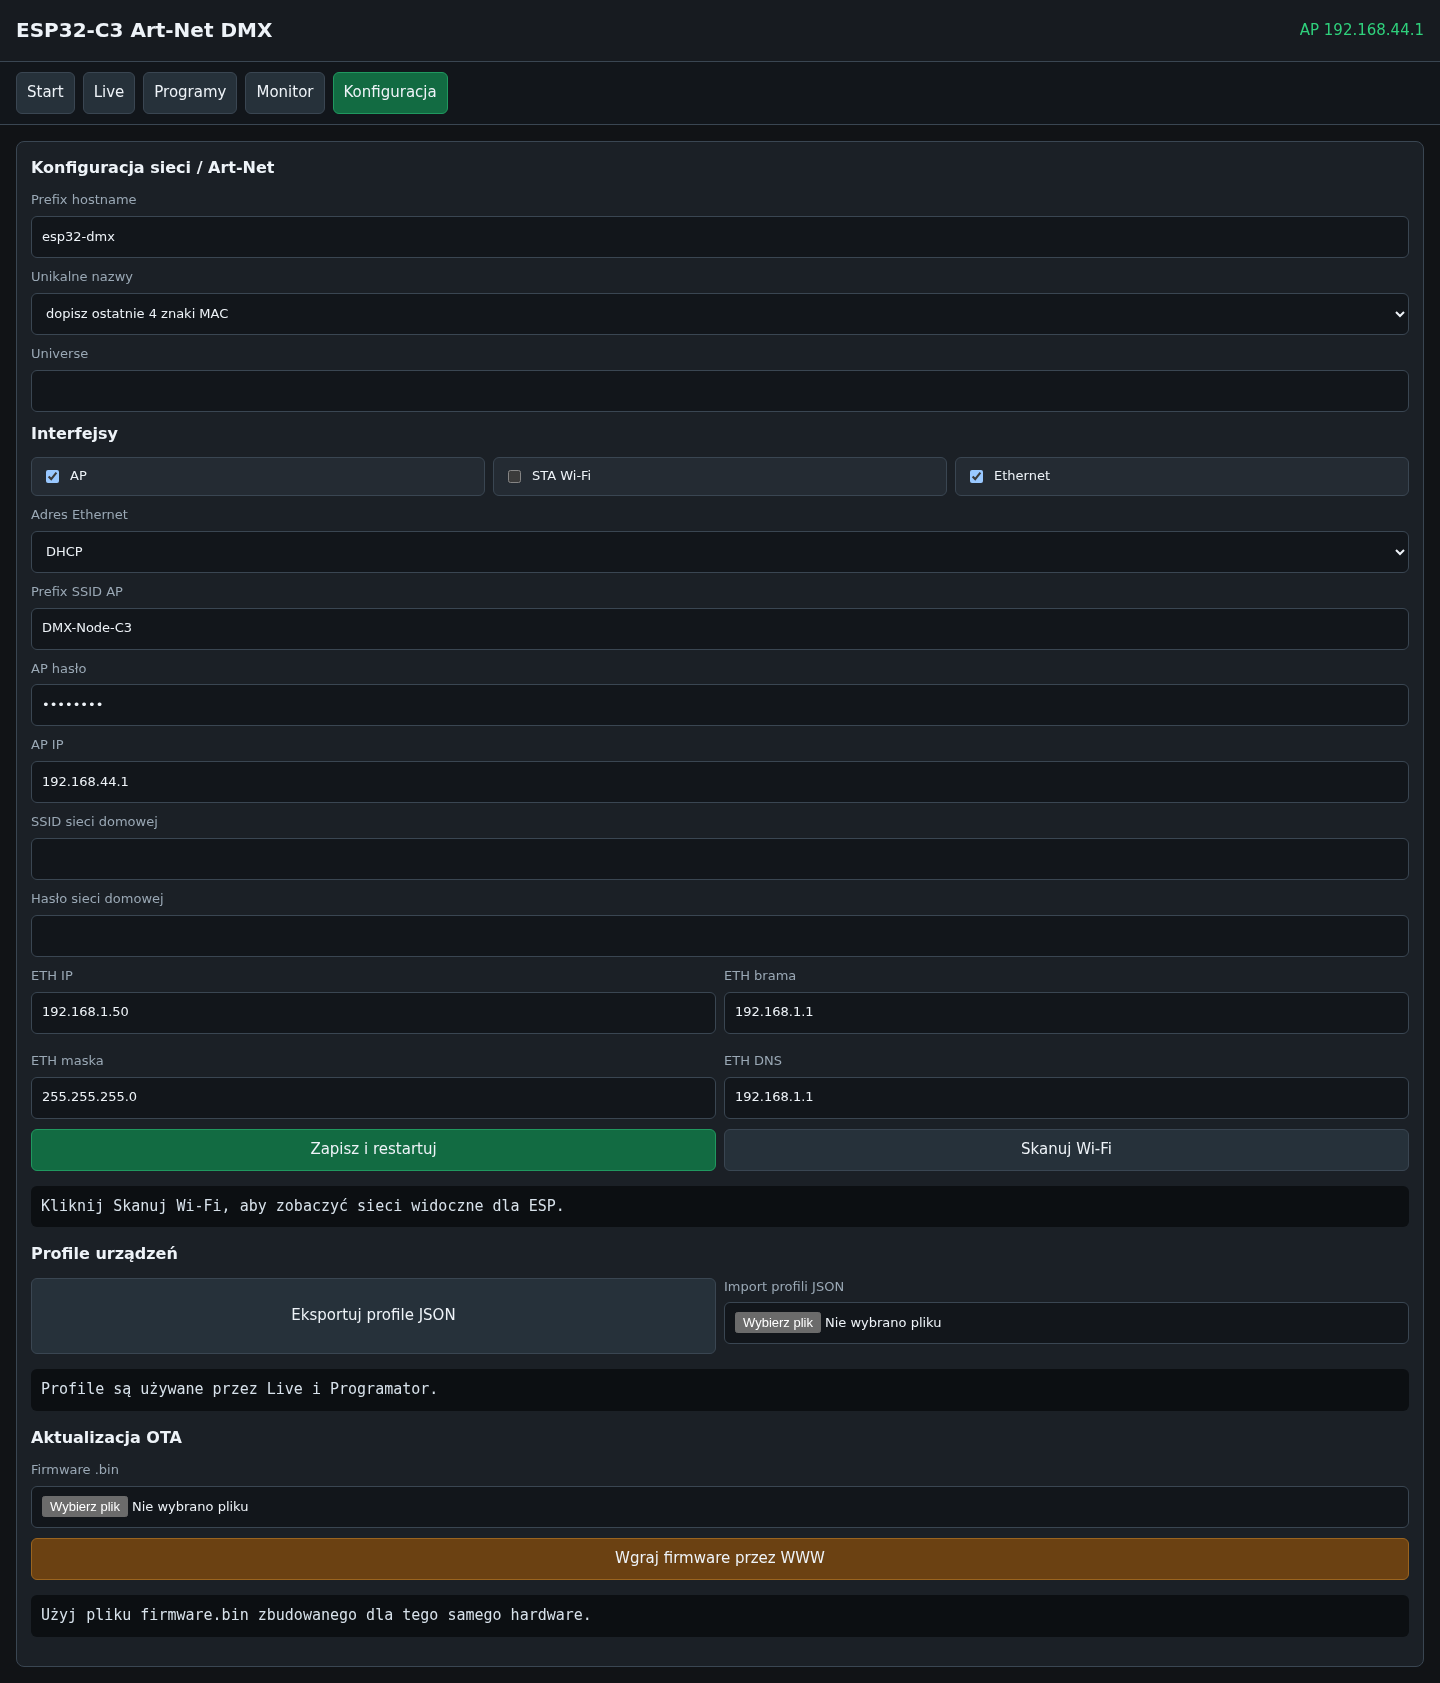 ESP32-C3 Art-Net DMX
AP 192.168.44.1
Start
Live
Programy
Monitor
Konfiguracja
Konfiguracja sieci / Art-Net
Prefix hostname
esp32-dmx
Unikalne nazwy
dopisz ostatnie 4 znaki MAC
Universe
Interfejsy
AP
STA Wi-Fi
Ethernet
Adres Ethernet
DHCP
Prefix SSID AP
DMX-Node-C3
AP hasło
••••••••
AP IP
192.168.44.1
SSID sieci domowej
Hasło sieci domowej
ETH IP
ETH brama
192.168.1.50
192.168.1.1
ETH maska
ETH DNS
255.255.255.0
192.168.1.1
Zapisz i restartuj
Skanuj Wi-Fi
Kliknij Skanuj Wi-Fi, aby zobaczyć sieci widoczne dla ESP.
Profile urządzeń
Eksportuj profile JSON
Import profili JSON
Wybierz plik Nie wybrano pliku
Profile są używane przez Live i Programator.
Aktualizacja OTA
Firmware .bin
Wybierz plik Nie wybrano pliku
Wgraj firmware przez WWW
Użyj pliku firmware.bin zbudowanego dla tego samego hardware.